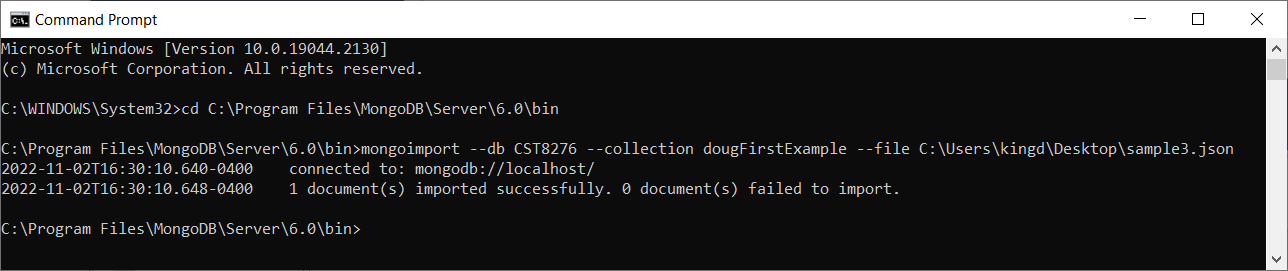 Command Prompt
Microsoft Windows [Version 10.0.19044.2130]
(c) Microsoft Corporation. All rights reserved.
C:\WINDOWS\System32>cd C:\Program Files\MongoDB\Server\6.0\bin
C:\Program Files\MongoDB\Server\6.0\bin>mongoimport --db CST8276 --collection dougFirstExample --file C:\Users\kingd\Desktop\sample3.json
2022-11-02T16:30:10.640-0400    connected to: mongodb://localhost/
2022-11-02T16:30:10.648-0400    1 document(s) imported successfully. 0 document(s) failed to import.
C:\Program Files\MongoDB\Server\6.0\bin>